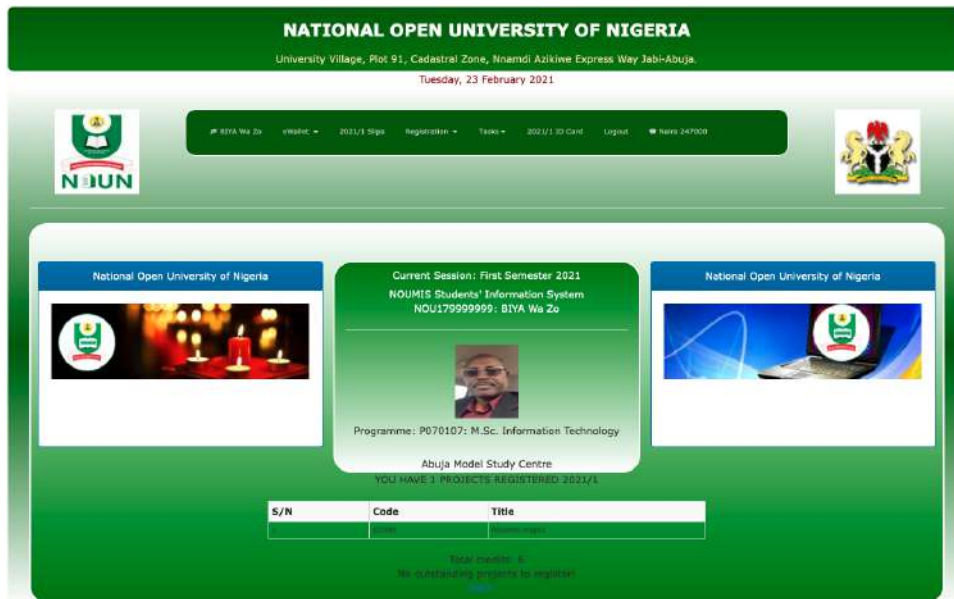 NATIONAL OPEN UNIVERSITY OF NIGERIA
University Village, Plot 91, Cadastral Zone, Nnamdi Azikiwe Express Way Jabi-Abuja.
Tuesday, 23 February 2021
NOUN
BIYA Wa Zo eWallet 2021/1 Slips Registration Tasks 2021/1 ID Card Logout Naira 247000
National Open University of Nigeria
Current Session: First Semester 2021
NOUMIS Students' Information System
NOU179999999: BIYA Wa Zo
Programme: P070107: M.Sc. Information Technology
Abuja Model Study Centre
National Open University of Nigeria
YOU HAVE 1 PROJECTS REGISTERED 2021/1
S/N Code Title
Total credits: 6
No outstanding projects to register!